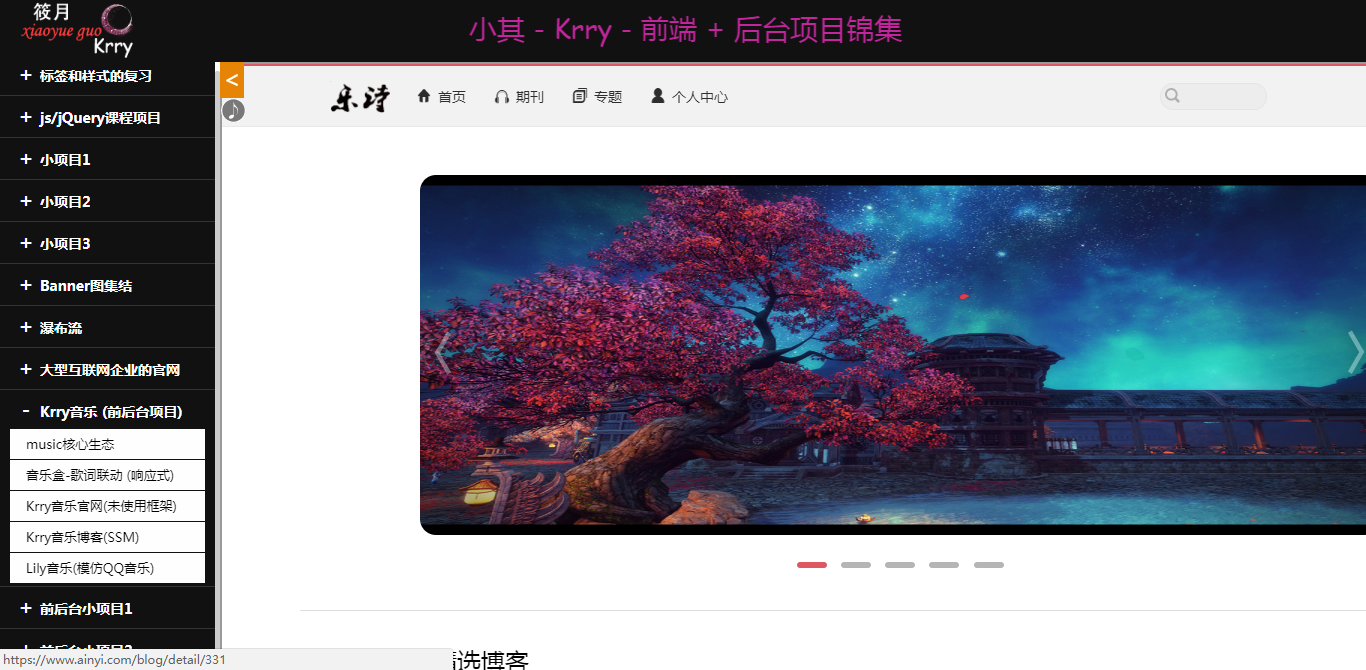 筱月
xiaoyue guo
Krry
小其 - Krry - 前端 + 后台项目锦集
+ 标签和样式的复习
+ js/jQuery课程项目
+ 小项目1
+ 小项目2
+ 小项目3
+ Banner图集结
+ 瀑布流
+ 大型互联网企业的官网
- Krry音乐 (前后台项目)
music核心生态
音乐盒-歌词联动 (响应式)
Krry音乐官网(未使用框架)
Krry音乐博客(SSM)
Lily音乐(模仿QQ音乐)
+ 前后台小项目1
https://www.ainyi.com/blog/detail/331
<
乐诗 首页 期刊 专题 个人中心
选博客